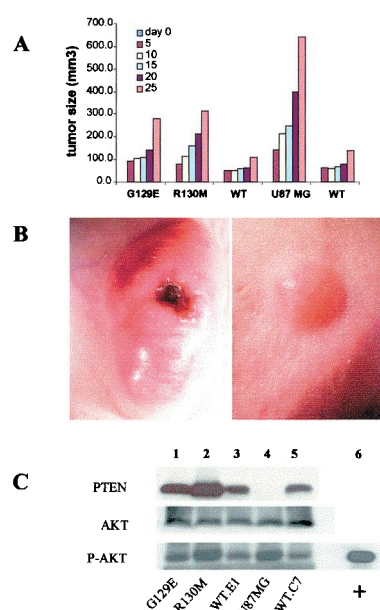 A
tumor size (mm3)
700.0
600.0
500.0
400.0
300.0
200.0
100.0
day 0
5
10
15
20
25
G129E R130M WT U87 MG WT
B
C
1 2 3 4 5 6
PTEN
AKT
P-AKT
G129E R130M WT.E1 U87MG WT.C7 +